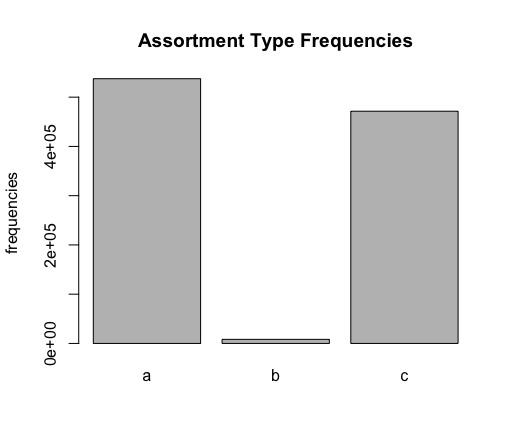 Assortment Type Frequencies
frequencies
4e+05
2e+05
0e+00
a b c